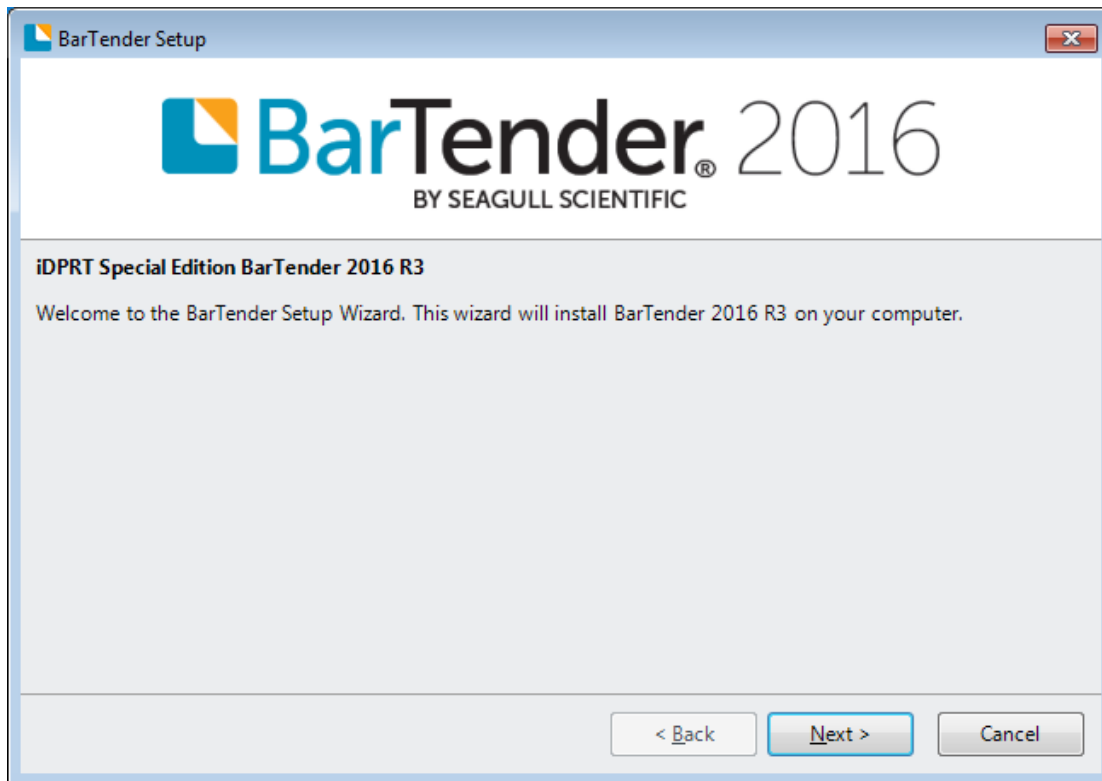 BarTender Setup
BarTender® 2016
BY SEAGULL SCIENTIFIC
iDPRT Special Edition BarTender 2016 R3
Welcome to the BarTender Setup Wizard. This wizard will install BarTender 2016 R3 on your computer.
< Back Next > Cancel